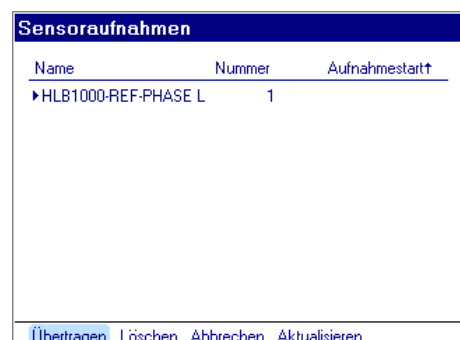 Sensoraufnahmen
Name Nummer Aufnahmestart↑
▸HLB1000-REF-PHASE L 1
Übertragen Löschen Abbrechen Aktualisieren